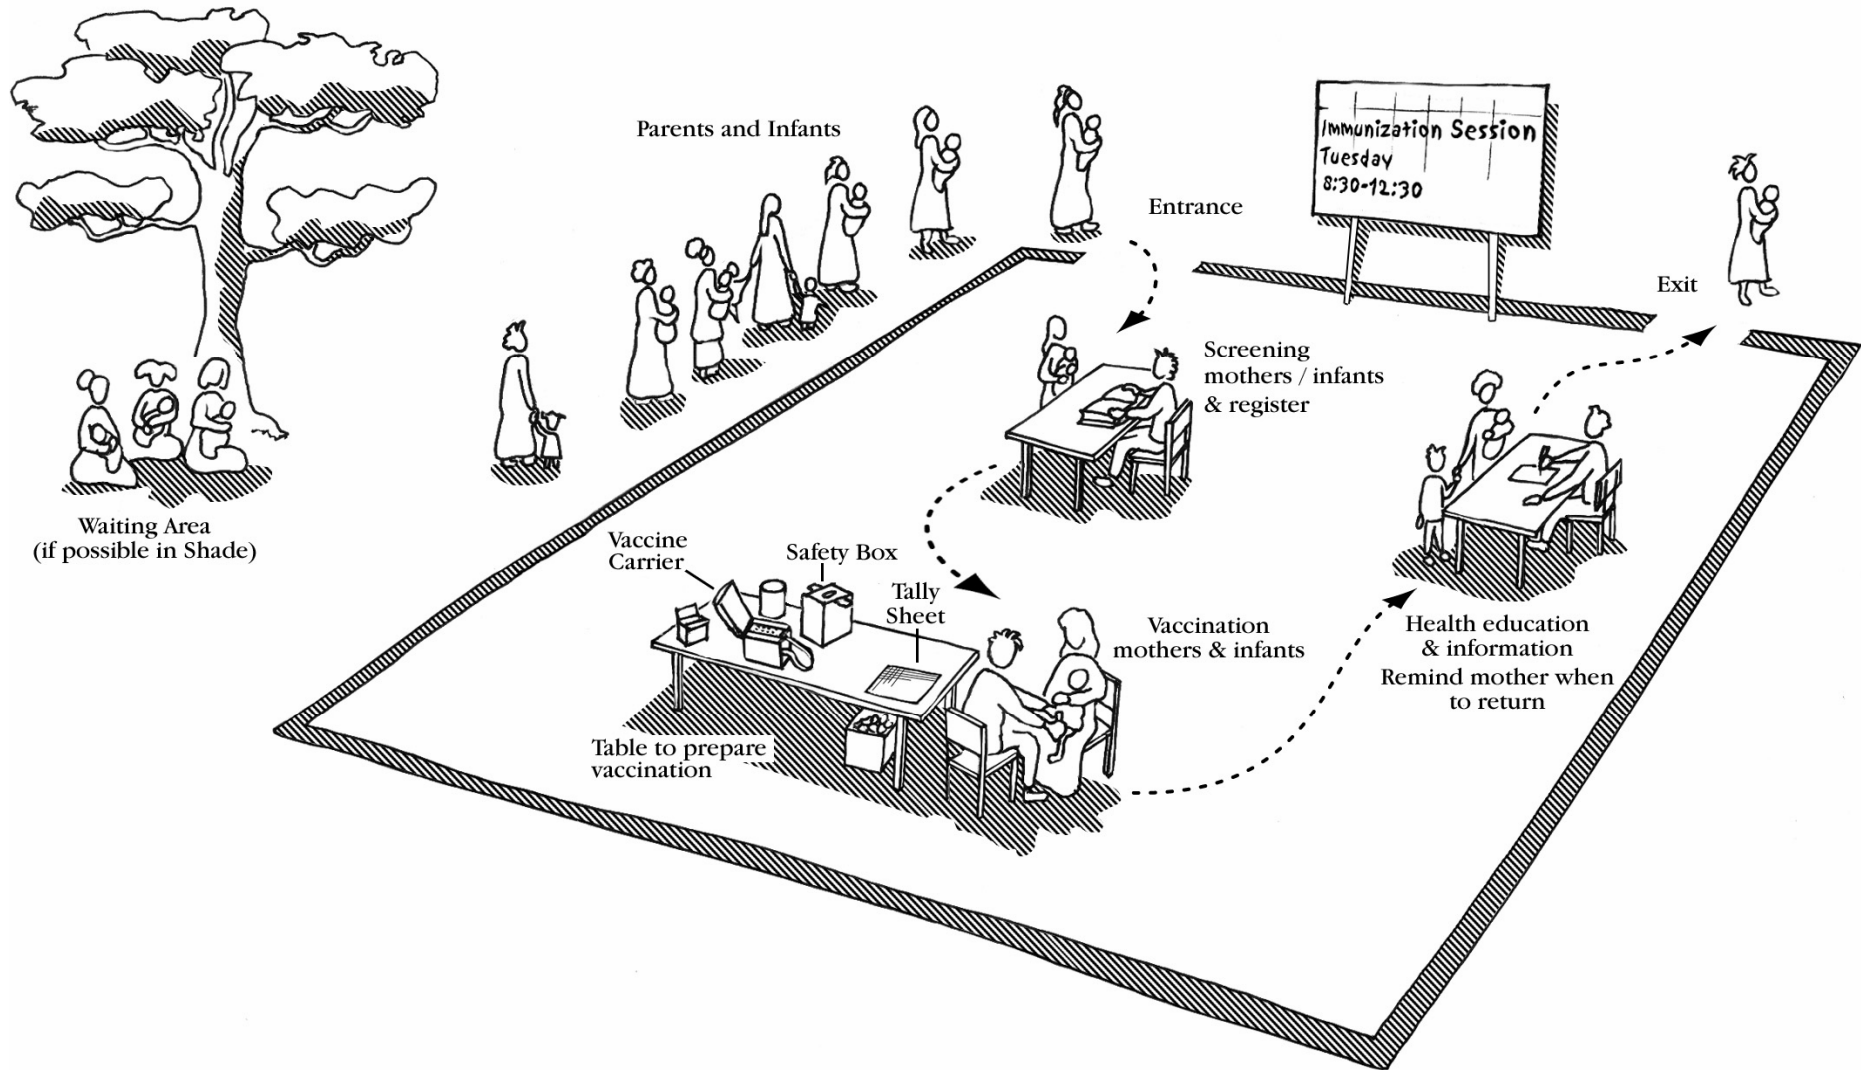 Parents and Infants
Immunization Session
Tuesday
8:30-12:30
Entrance
Exit
Screening
mothers / infants
& register
Waiting Area
(if possible in Shade)
Vaccine
Carrier
Safety Box
Tally
Sheet
Vaccination
mothers & infants
Health education
& information
Remind mother when
to return
Table to prepare
vaccination